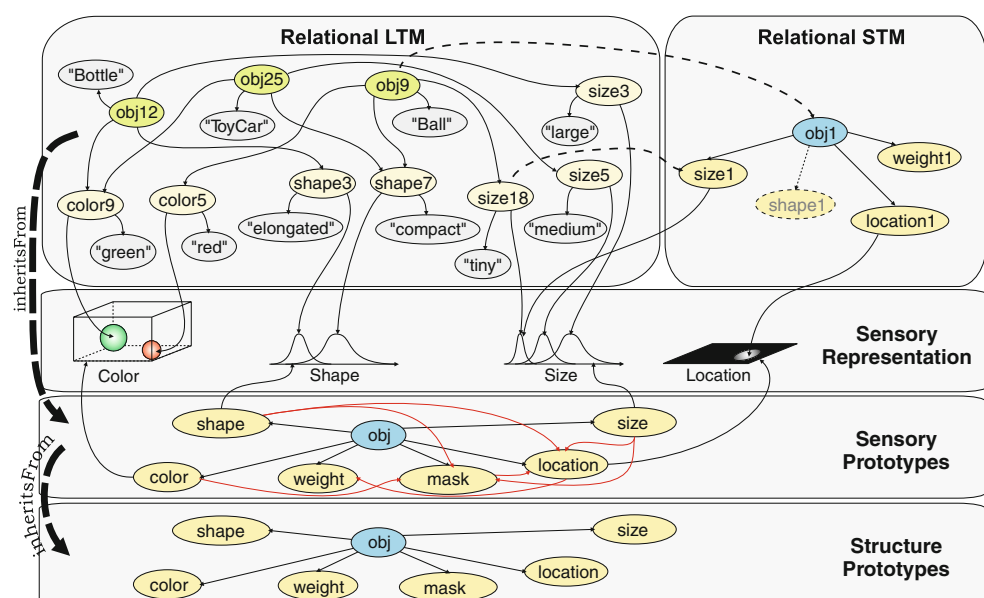 Relational LTM
Relational STM
"Bottle"
obj25
obj9
size3
obj12
"ToyCar"
"Ball"
"large"
obj1
weight1
size1
color9
color5
shape3
shape7
size18
size5
shape1
location1
"green"
"red"
"elongated"
"compact"
"medium"
"tiny"
inheritsFrom
Color
Shape
Size
Location
Sensory
Representation
shape
obj
size
color
weight
mask
location
Sensory
Prototypes
inheritsFrom
shape
obj
size
color
weight
mask
location
Structure
Prototypes